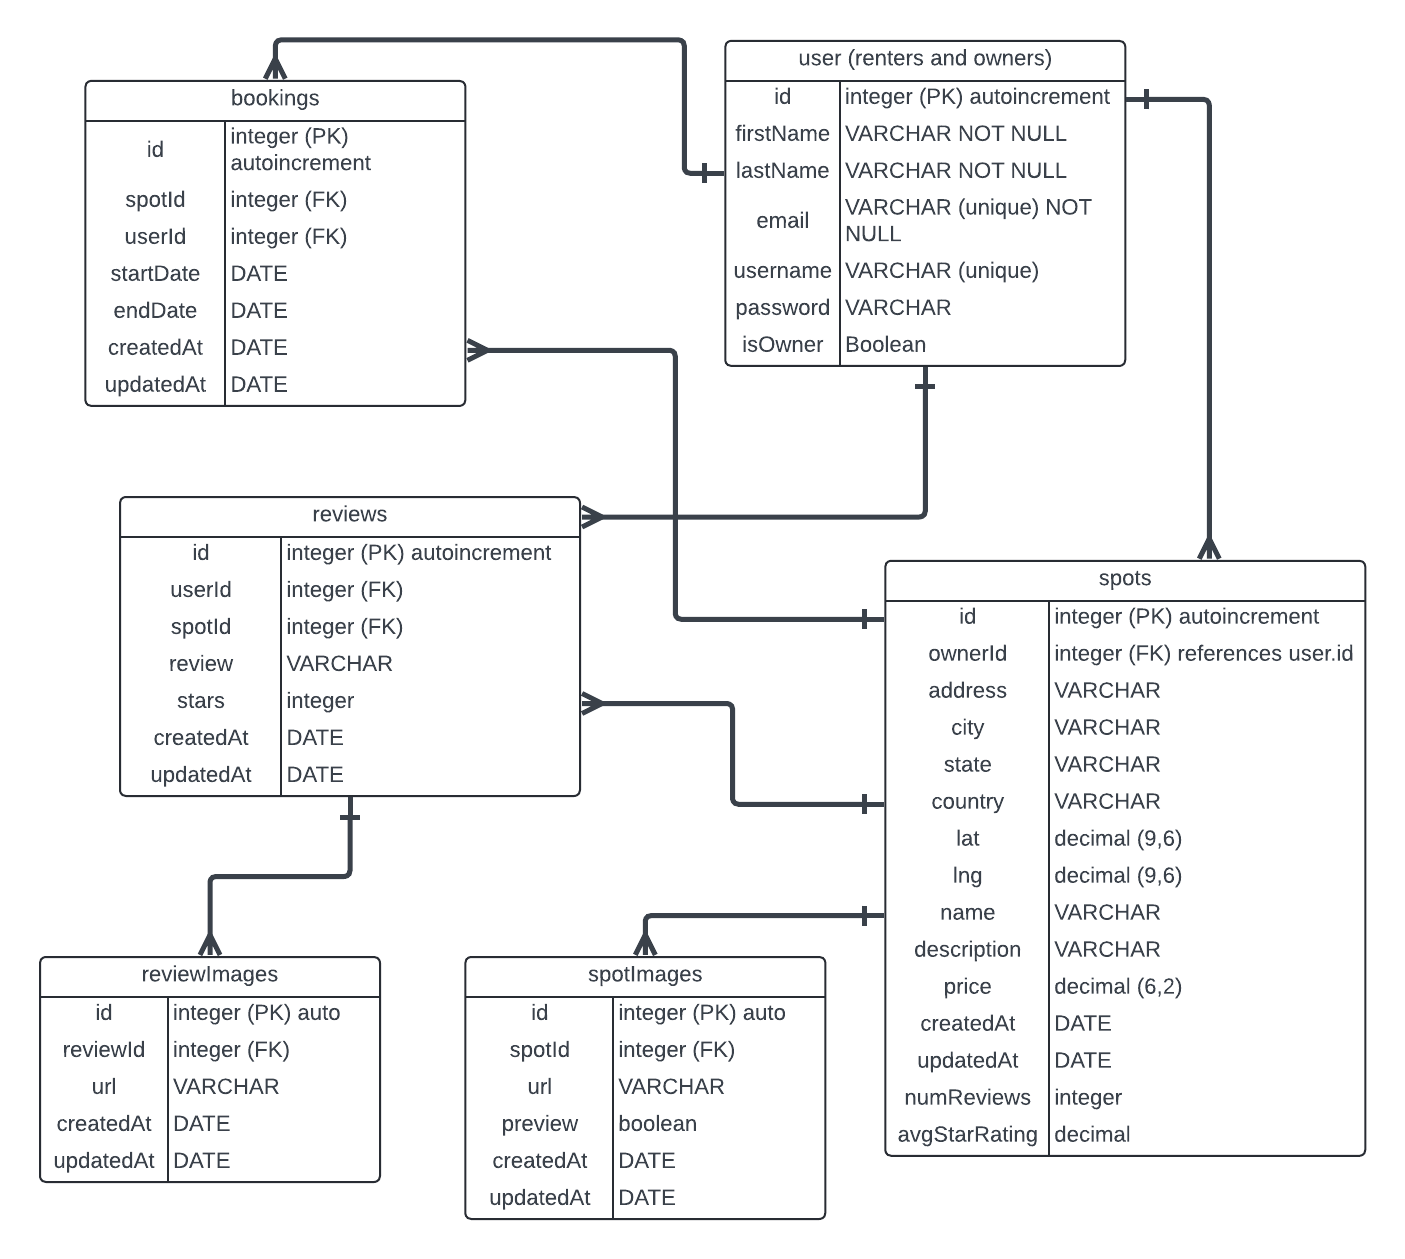 user (renters and owners)
id integer (PK) autoincrement
firstName VARCHAR NOT NULL
lastName VARCHAR NOT NULL
email VARCHAR (unique) NOT
NULL
username VARCHAR (unique)
password VARCHAR
isOwner Boolean
bookings
id integer (PK)
autoincrement
spotId integer (FK)
userId integer (FK)
startDate DATE
endDate DATE
createdAt DATE
updatedAt DATE
reviews
id integer (PK) autoincrement
userId integer (FK)
spotId integer (FK)
review VARCHAR
stars integer
createdAt DATE
updatedAt DATE
spots
id integer (PK) autoincrement
ownerId integer (FK) references user.id
address VARCHAR
city VARCHAR
state VARCHAR
country VARCHAR
lat decimal (9,6)
lng decimal (9,6)
name VARCHAR
description VARCHAR
price decimal (6,2)
createdAt DATE
updatedAt DATE
numReviews integer
avgStarRating decimal
reviewImages
id integer (PK) auto
reviewId integer (FK)
url VARCHAR
createdAt DATE
updatedAt DATE
spotImages
id integer (PK) auto
spotId integer (FK)
url VARCHAR
preview boolean
createdAt DATE
updatedAt DATE